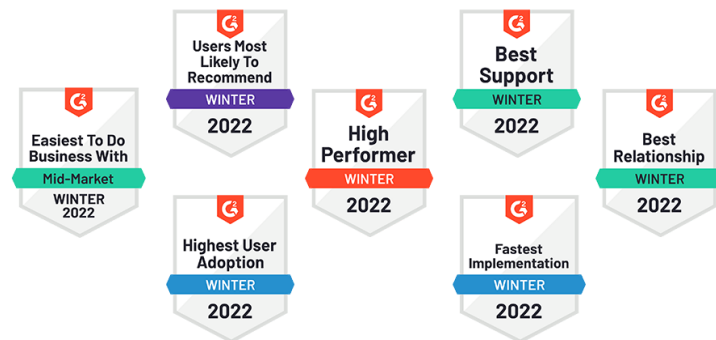 G2
Easiest To Do
Business With
Mid-Market
WINTER
2022
G2
Users Most
Likely To
Recommend
WINTER
2022
G2
Highest User
Adoption
WINTER
2022
G2
High
Performer
WINTER
2022
G2
Best
Support
WINTER
2022
G2
Fastest
Implementation
WINTER
2022
G2
Best
Relationship
WINTER
2022